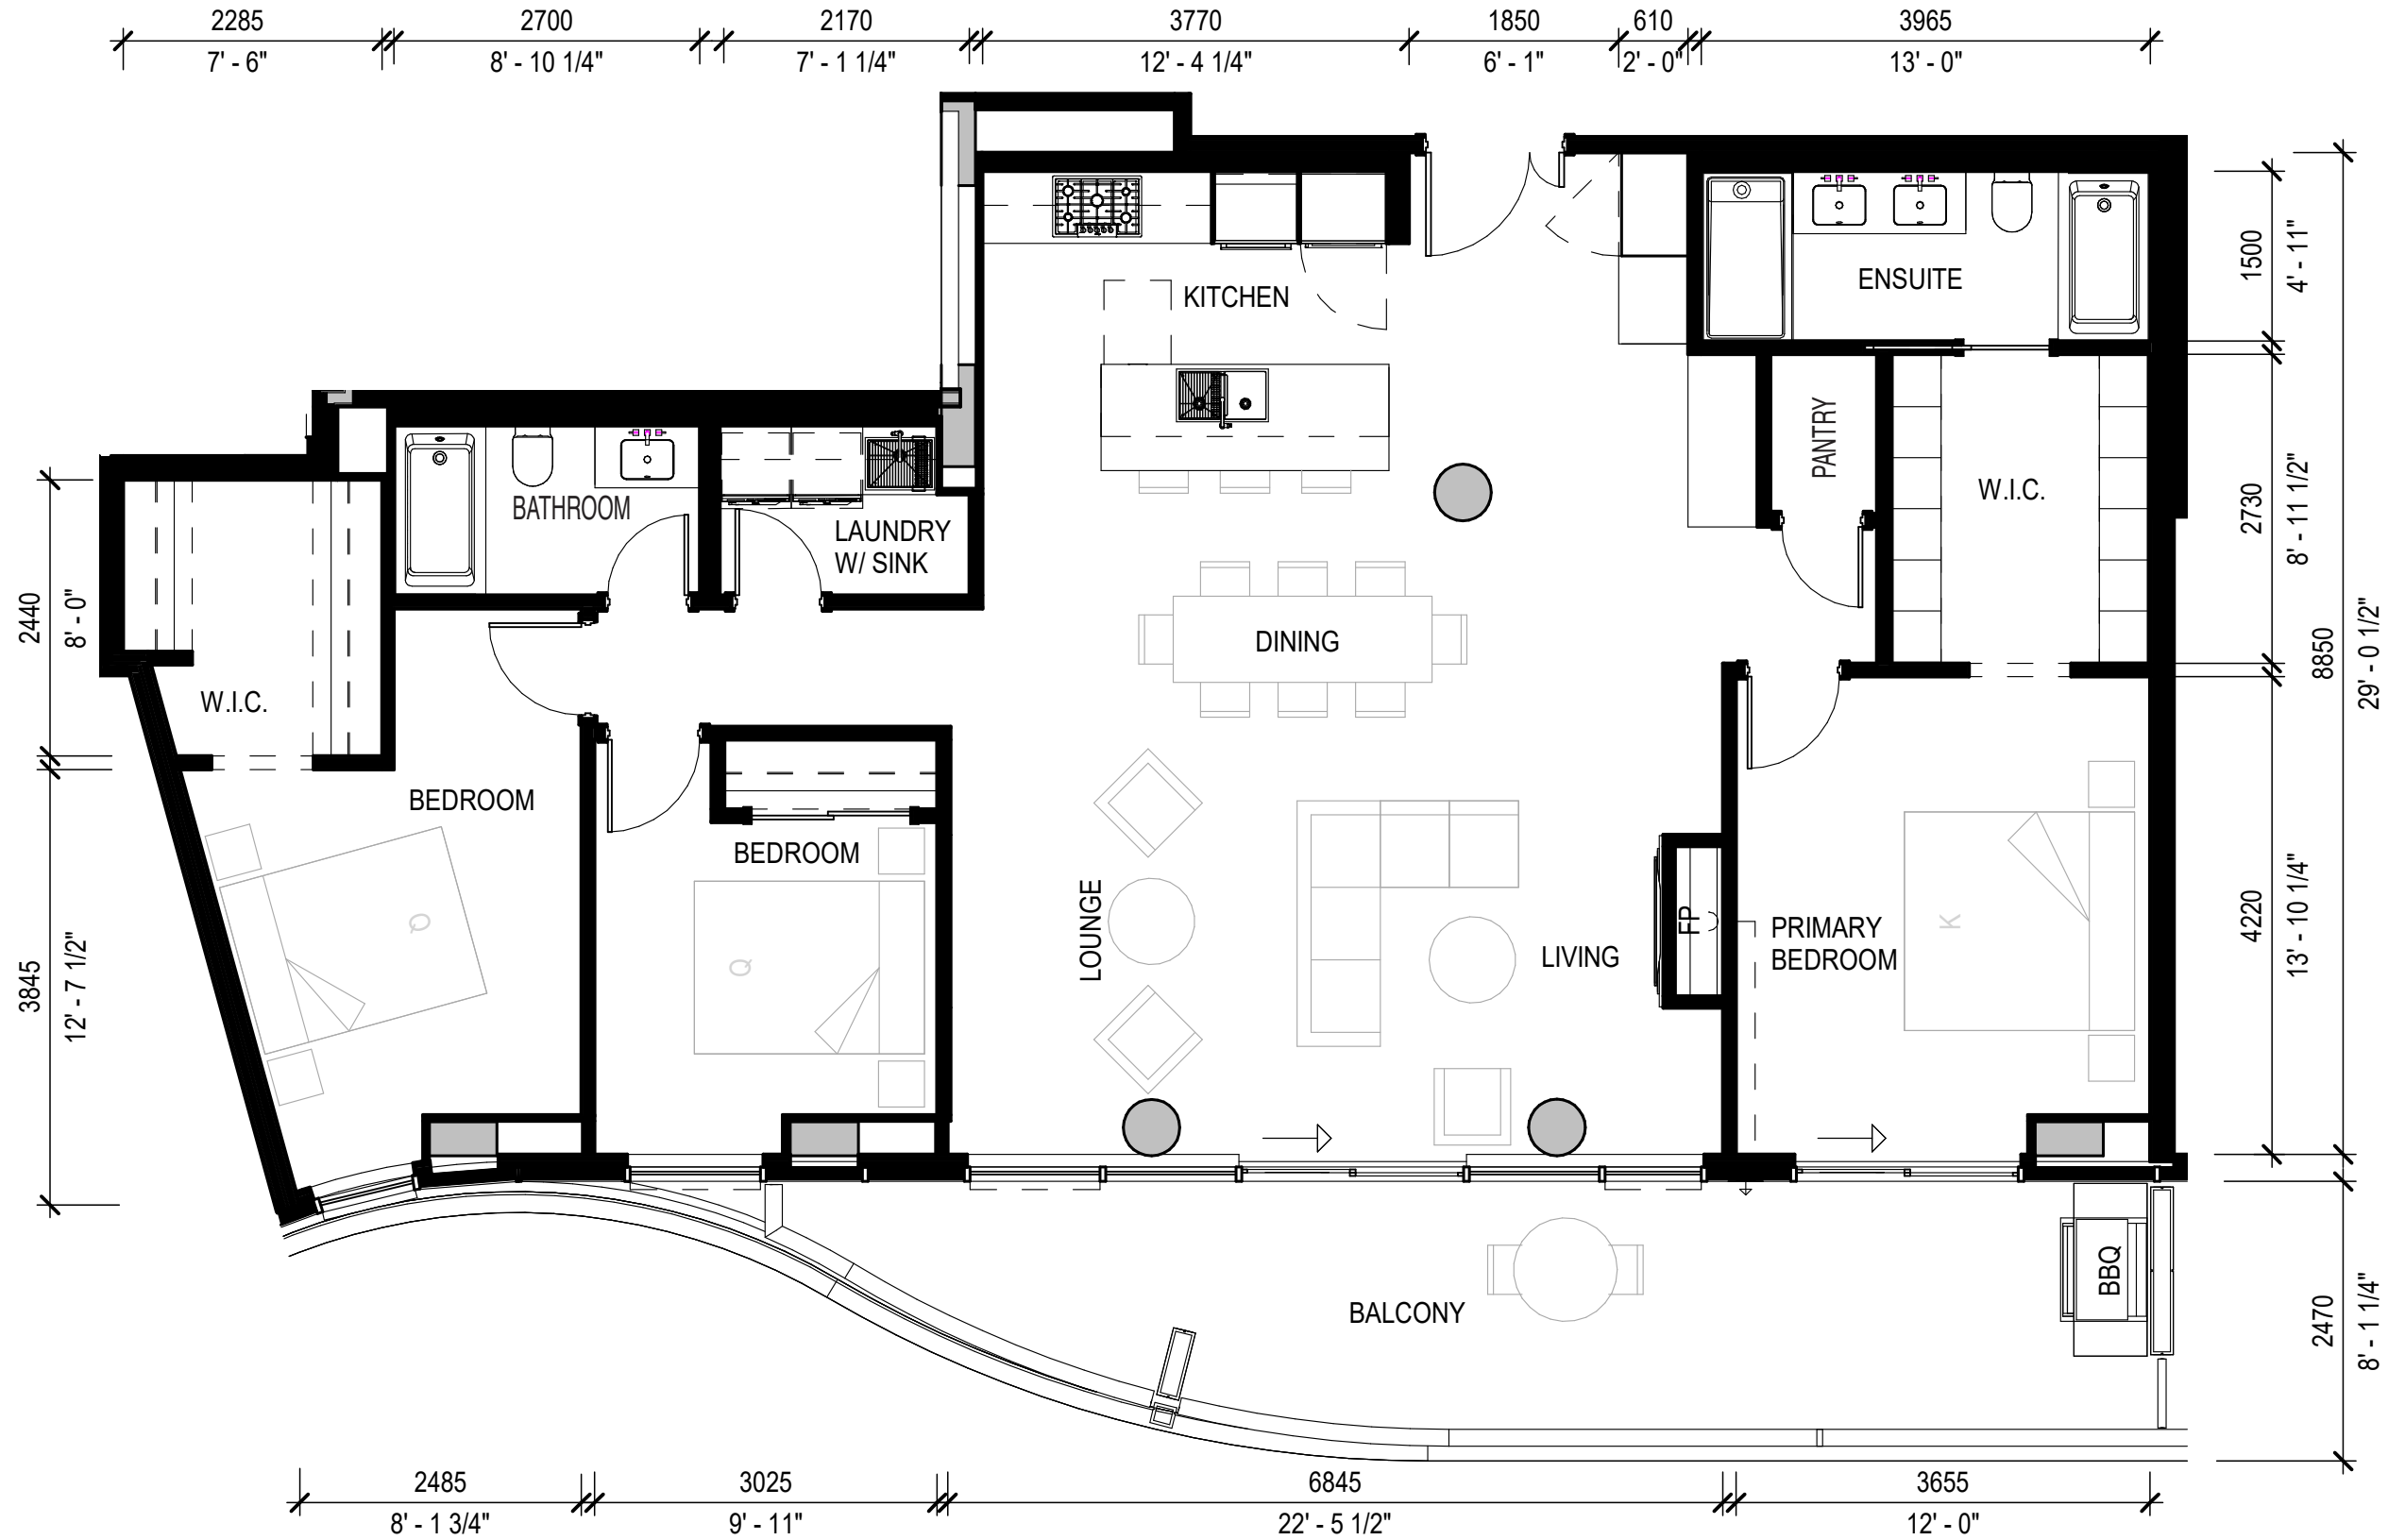 2285
2700
2170
3770
1850
610
3965
7' - 6"
8' - 10 1/4"
7' - 1 1/4"
12' - 4 1/4"
6' - 1"
2' - 0"
13' - 0"
KITCHEN
ENSUITE
1500
4' - 11"
PANTRY
W.I.C.
2730
8' - 11 1/2"
BATHROOM
LAUNDRY
W/ SINK
2440
8' - 0"
DINING
8850
29' - 0 1/2"
W.I.C.
BEDROOM
BEDROOM
Q
Q
LOUNGE
LIVING
FP
PRIMARY
BEDROOM
K
4220
13' - 10 1/4"
3845
12' - 7 1/2"
BALCONY
BBQ
2470
8' - 1 1/4"
2485
3025
6845
3655
8' - 1 3/4"
9' - 11"
22' - 5 1/2"
12' - 0"